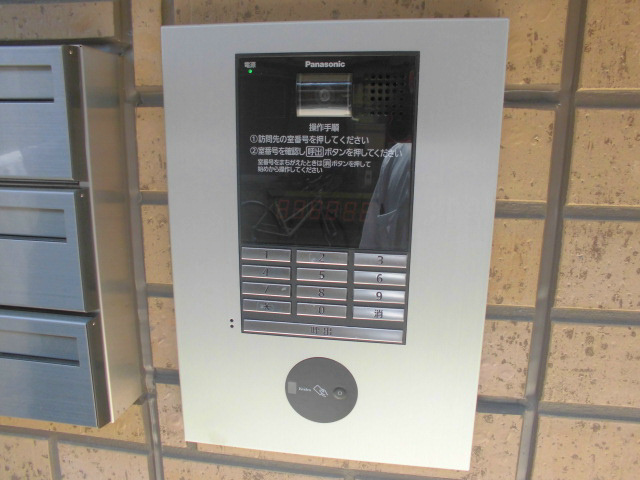 電源
Panasonic
操作手順
①訪問先の室番号を押してください
②室番号を確認し呼出ボタンを押してください
室番号をまちがえたときは消ボタンを押して
始めから操作してください
1 2 3
4 5 6
7 8 9
* 0 消
呼出